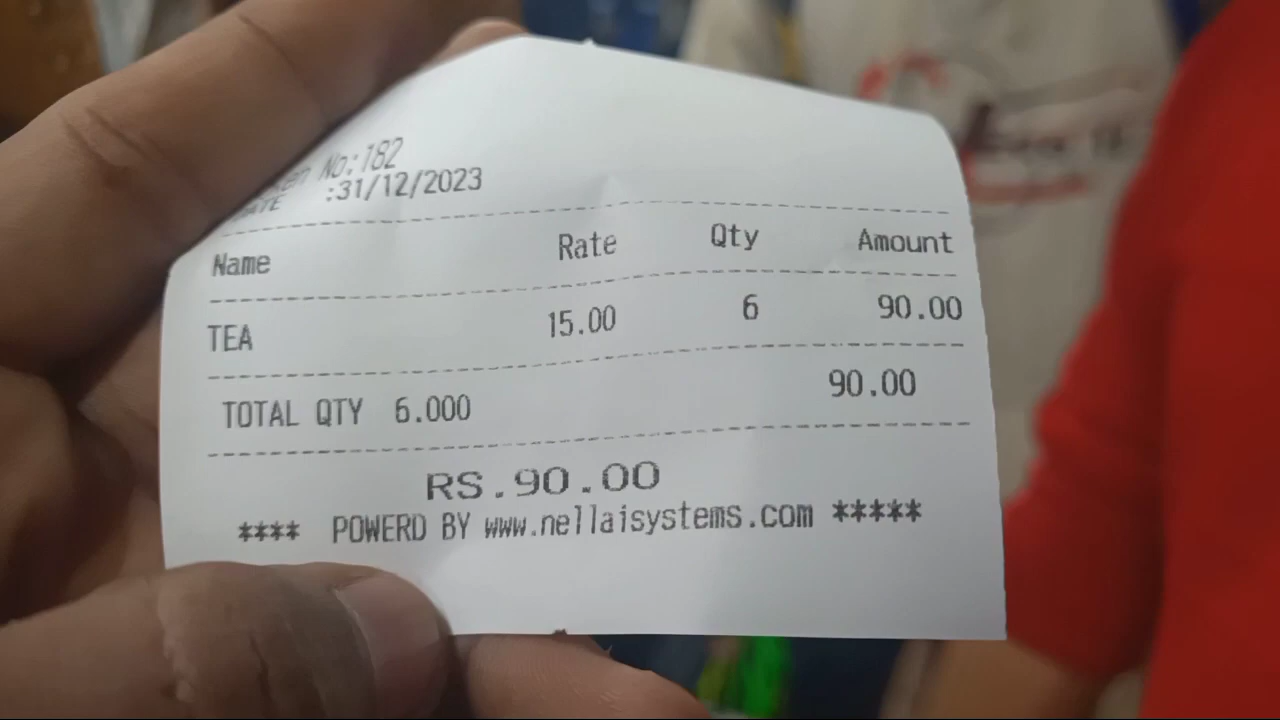 No:182
:31/12/2023
Name Rate Qty Amount
TEA 15.00 6 90.00
TOTAL QTY 6.000 90.00
RS.90.00
**** POWERD BY www.nellaisystems.com *****